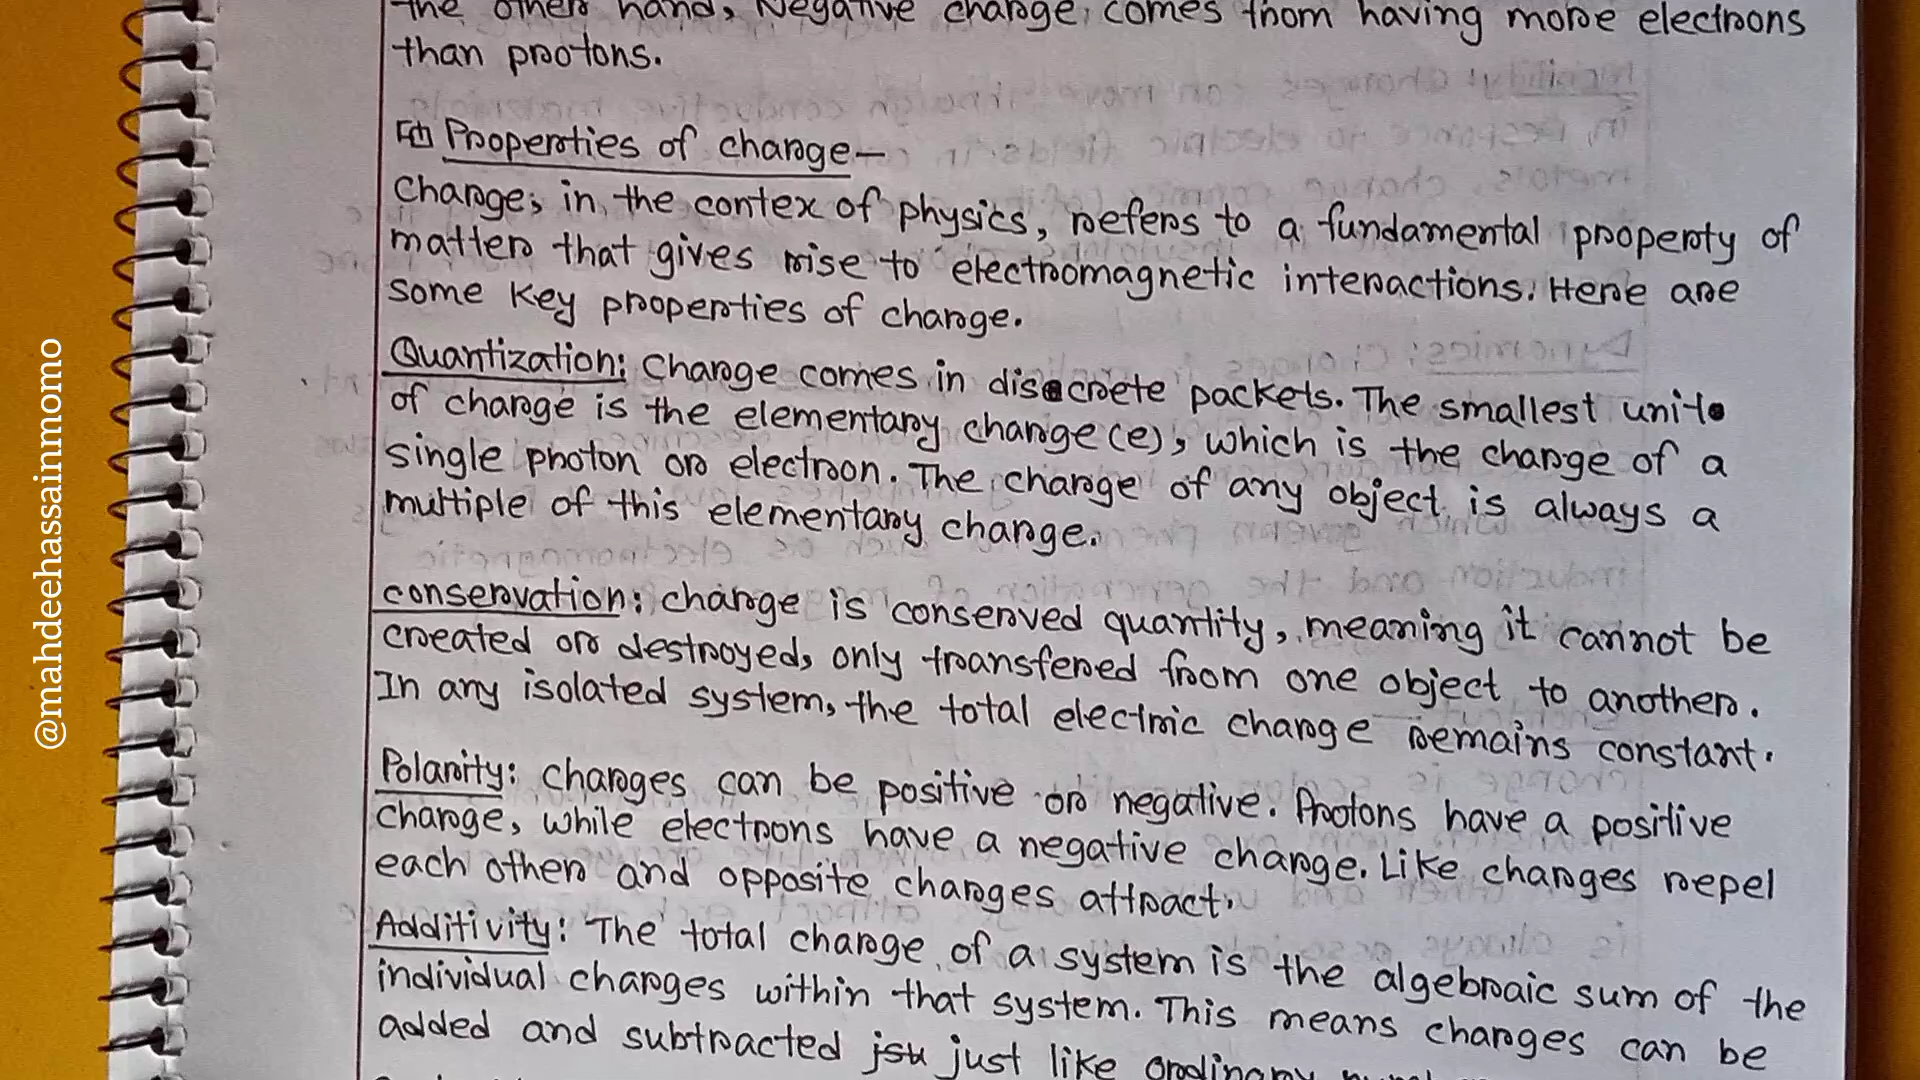 the other hand, Negative charge comes from having more electrons
than protons.
Properties of charge—
Charge, in the contex of physics, refers to a fundamental property of
matter that gives rise to electromagnetic interactions. Here are
some key properties of charge.
Quantization: Charge comes in discrete packets. The smallest unit
of charge is the elementary charge (e), which is the charge of a
single photon or electroon. The charge of any object is always a
multiple of this elementary charge.
conservation: charge is conserved quantity, meaning it cannot be
created or destroyed, only transfered from one object to another.
In any isolated system, the total electric charge remains constant.
Polarity: charges can be positive or negative. Protons have a positive
charge, while electrons have a negative charge. Like charges repel
each other and opposite charges attract.
Additivity: The total charge of a system is the algebraic sum of the
individual charges within that system. This means charges can be
added and subtracted just like ordinary
@mahdeehassainmomo